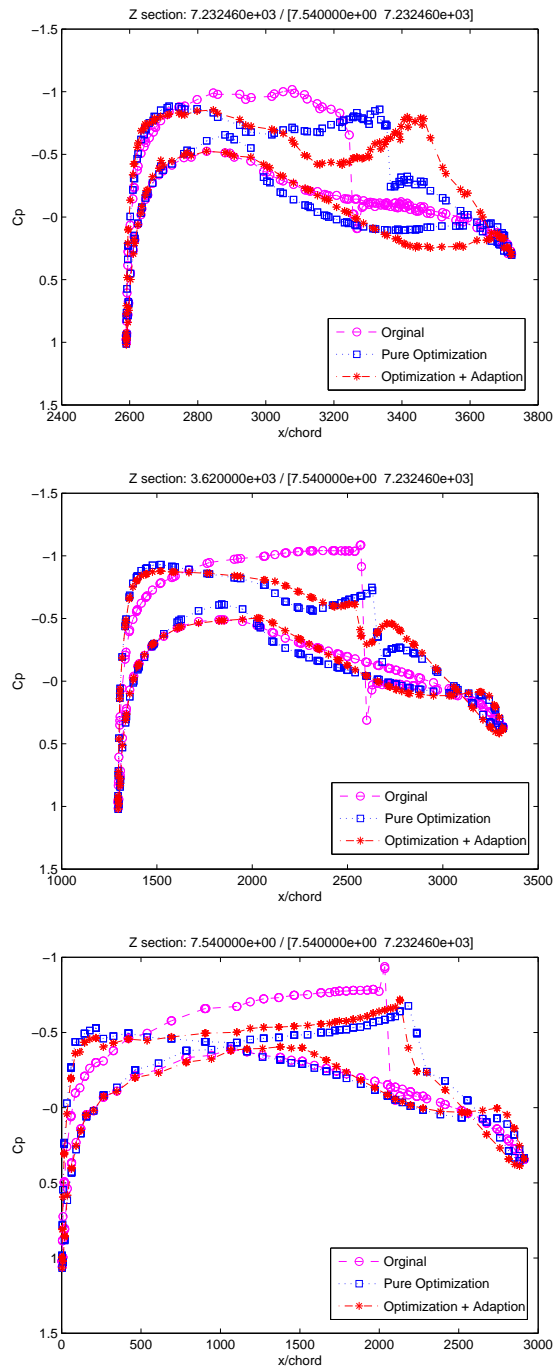 Z section: 7.232460e+03 / [7.540000e+00 7.232460e+03]
−1.5
−1
−0.5
−0
0.5
1
1.5
Cp
Orginal
Pure Optimization
Optimization + Adaption
2400 2600 2800 3000 3200 3400 3600 3800
x/chord
Z section: 3.620000e+03 / [7.540000e+00 7.232460e+03]
−1.5
−1
−0.5
−0
0.5
1
1.5
Cp
Orginal
Pure Optimization
Optimization + Adaption
1000 1500 2000 2500 3000 3500
x/chord
Z section: 7.540000e+00 / [7.540000e+00 7.232460e+03]
−1
−0.5
−0
0.5
1
1.5
Cp
Orginal
Pure Optimization
Optimization + Adaption
0 500 1000 1500 2000 2500 3000
x/chord